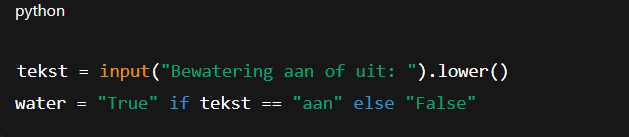 python
tekst = input("Bewatering aan of uit: ").lower()
water = "True" if tekst == "aan" else "False"